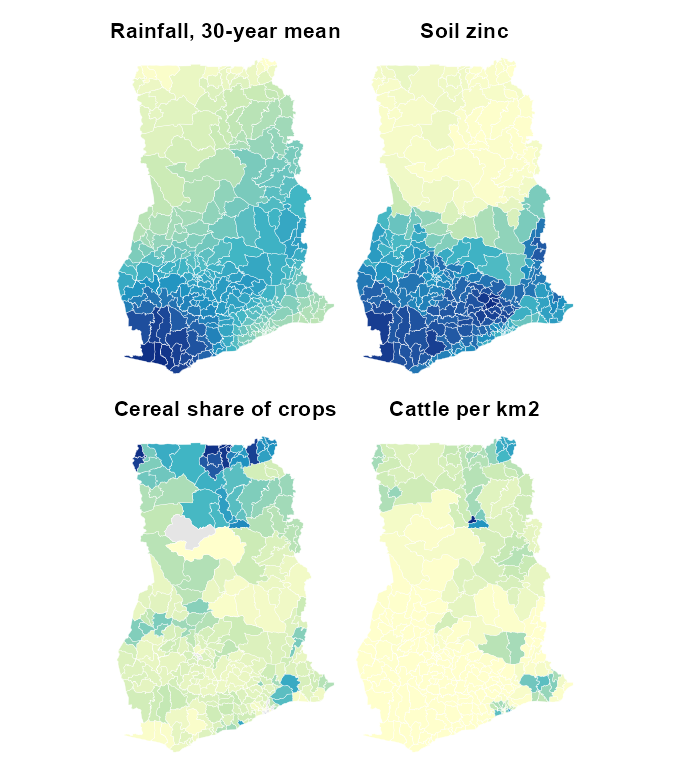 Rainfall, 30-year mean
Soil zinc
Cereal share of crops
Cattle per km2